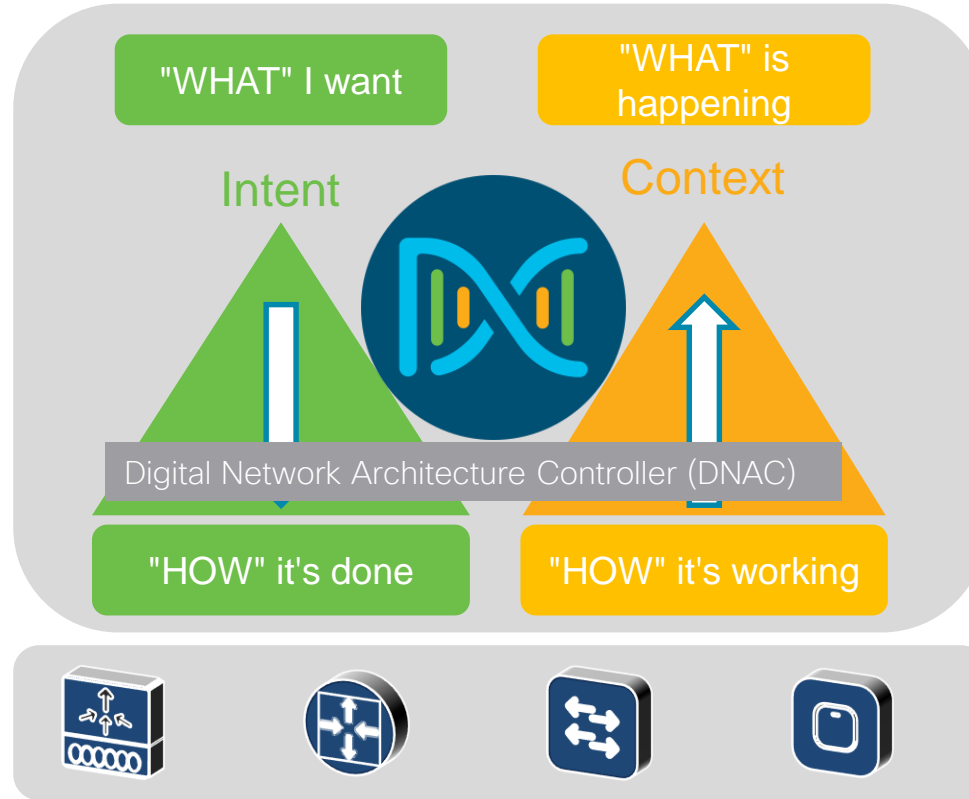 "WHAT" I want
"WHAT" is
happening
Intent
Context
Digital Network Architecture Controller (DNAC)
"HOW" it's done
"HOW" it's working